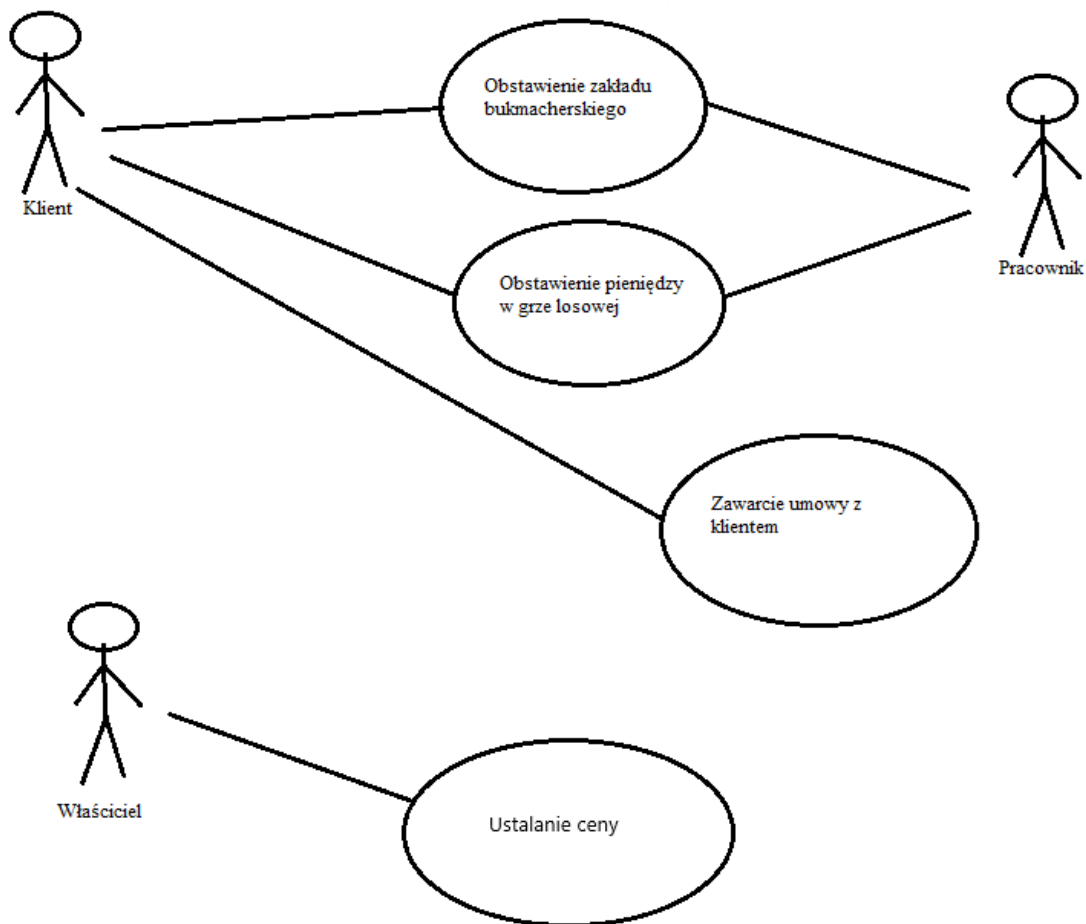 Obstawienie zakładu
bukmacherskiego
Klient
Pracownik
Obstawienie pieniędzy
w grze losowej
Zawarcie umowy z
klientem
Właściciel
Ustalanie ceny